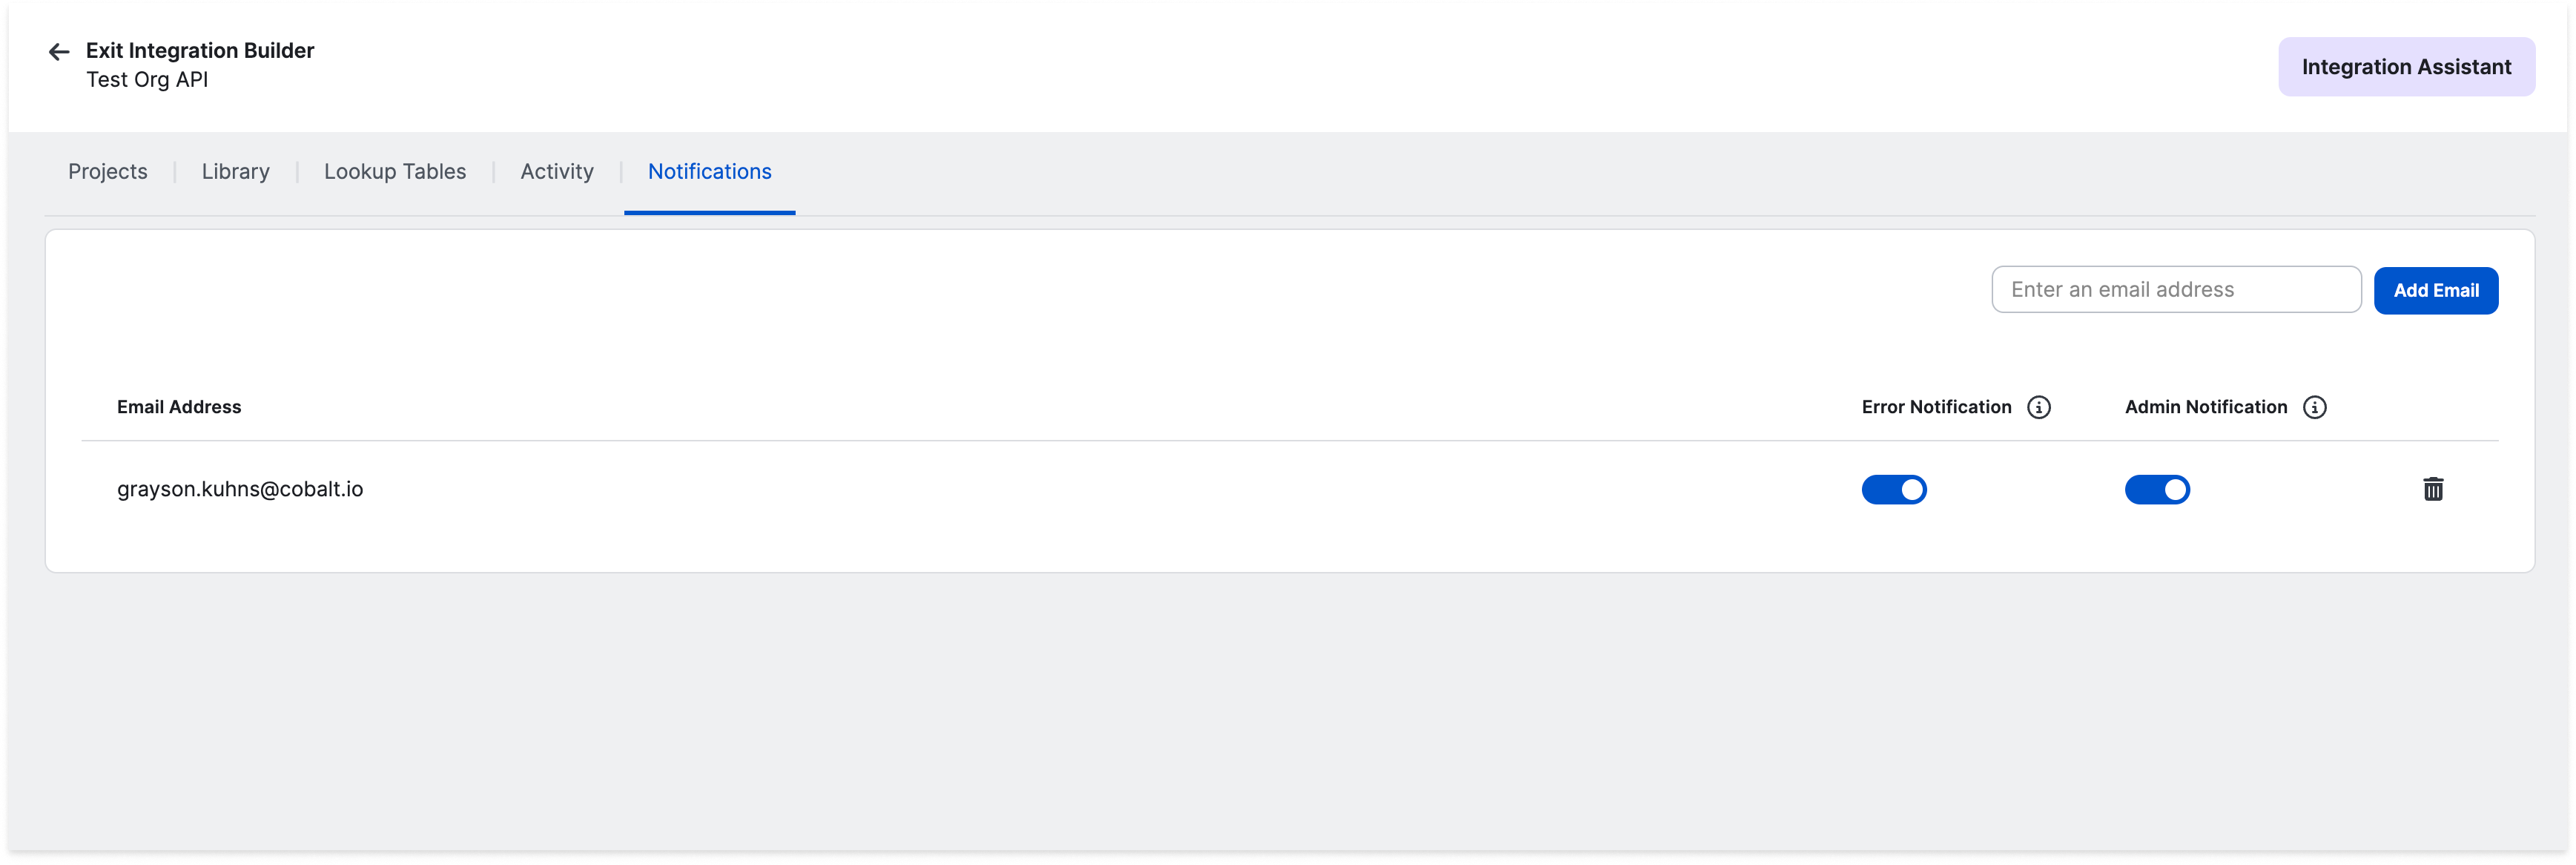 Exit Integration Builder
Test Org API
Integration Assistant
Projects
Library
Lookup Tables
Activity
Notifications
Enter an email address
Add Email
Email Address
Error Notification
Admin Notification
grayson.kuhns@cobalt.io